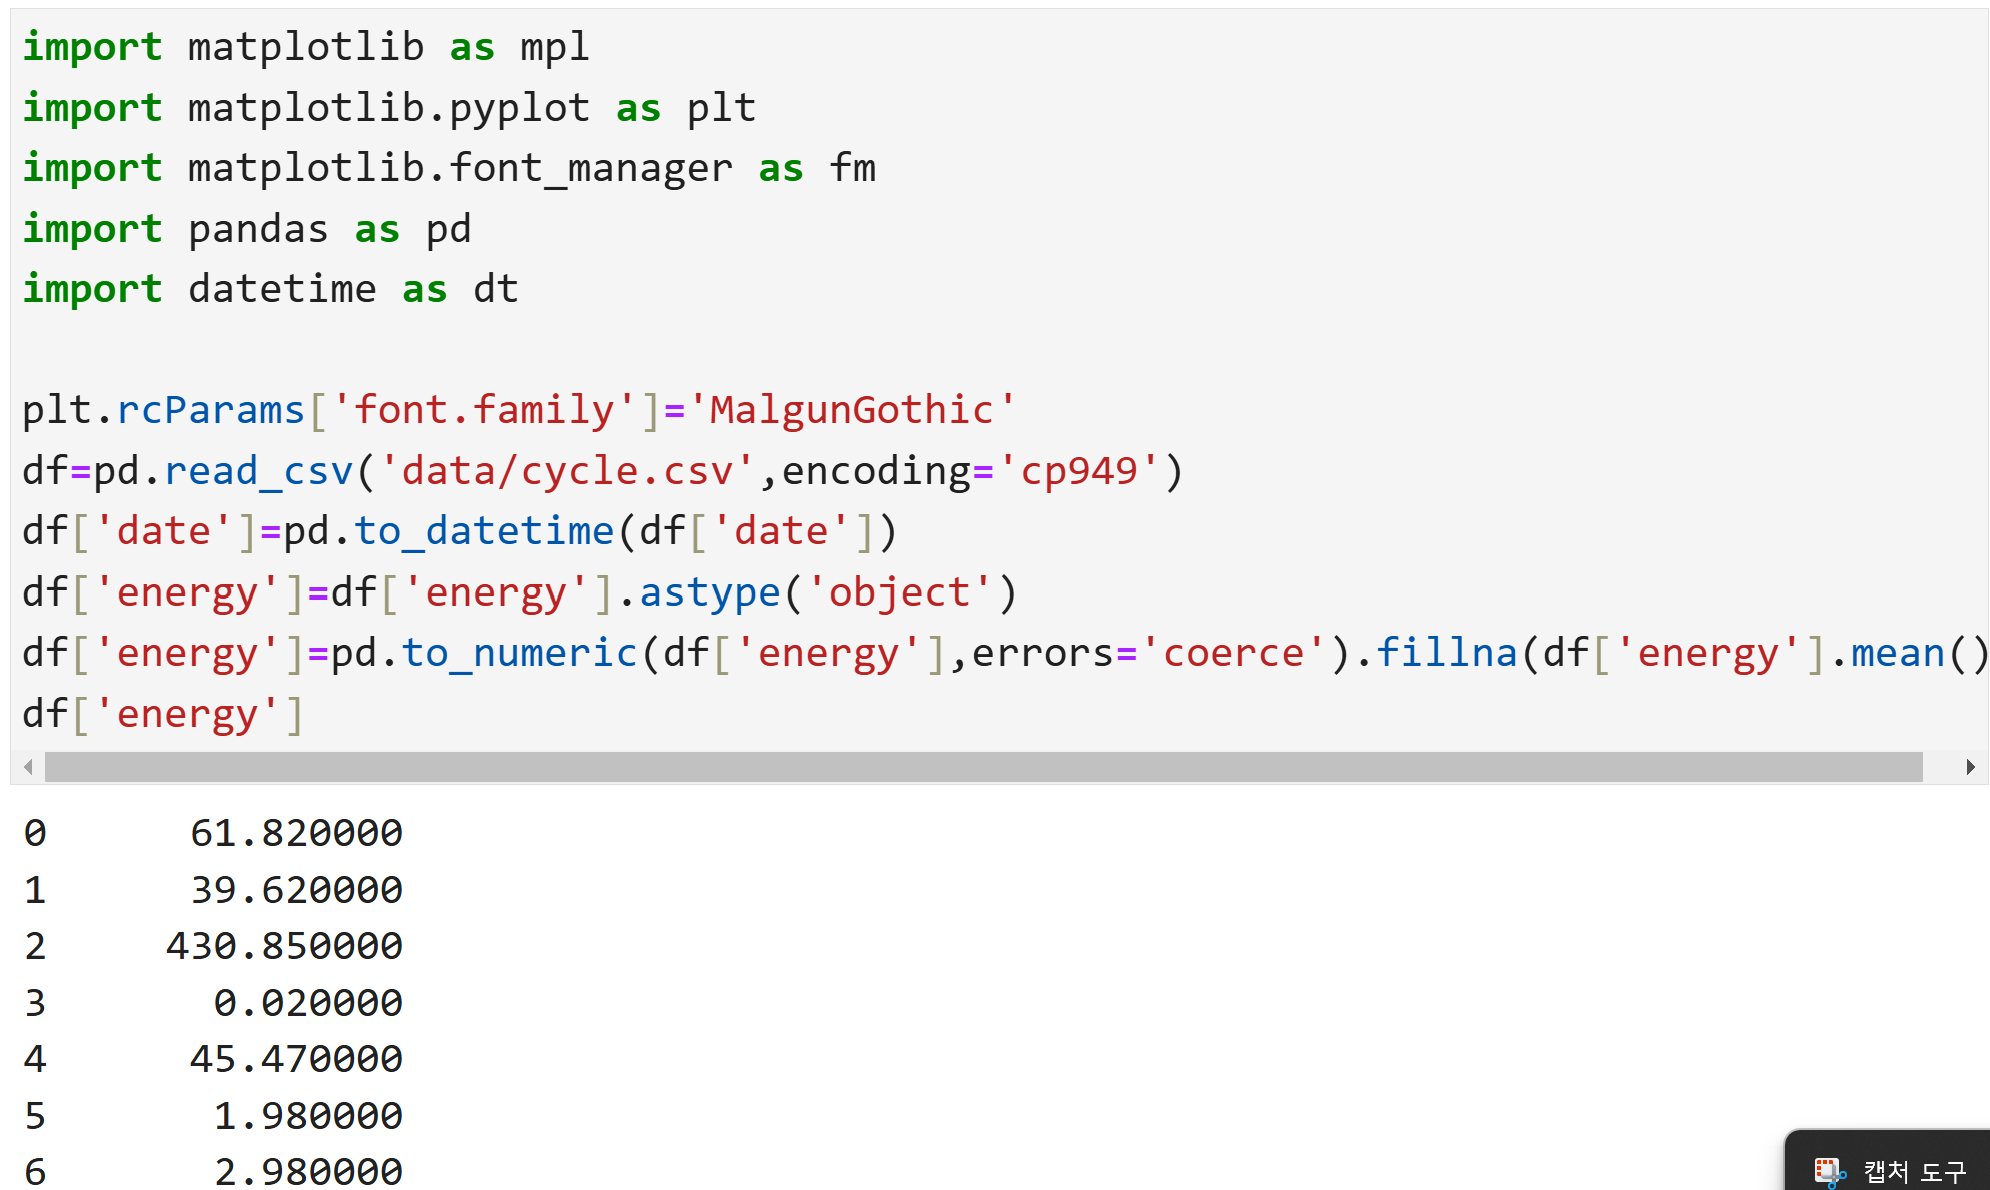 import matplotlib as mpl
import matplotlib.pyplot as plt
import matplotlib.font_manager as fm
import pandas as pd
import datetime as dt
plt.rcParams['font.family']='MalgunGothic'
df=pd.read_csv('data/cycle.csv',encoding='cp949')
df['date']=pd.to_datetime(df['date'])
df['energy']=df['energy'].astype('object')
df['energy']=pd.to_numeric(df['energy'],errors='coerce').fillna(df['energy'].mean()
df['energy']
0 61.820000
1 39.620000
2 430.850000
3 0.020000
4 45.470000
5 1.980000
6 2.980000
캡처 도구